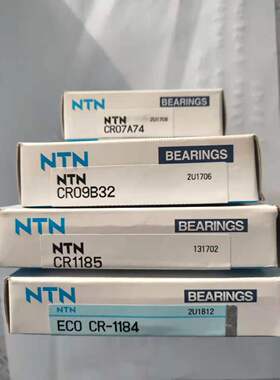 NTN BEARINGS
NTN 2U1708
CR07A74
NTN BEARINGS
NTN 2U1706
CR09B32
NTN BEARINGS
NTN 131702
CR1185
NTN BEARINGS
NTN 2U1812
ECO CR-1184